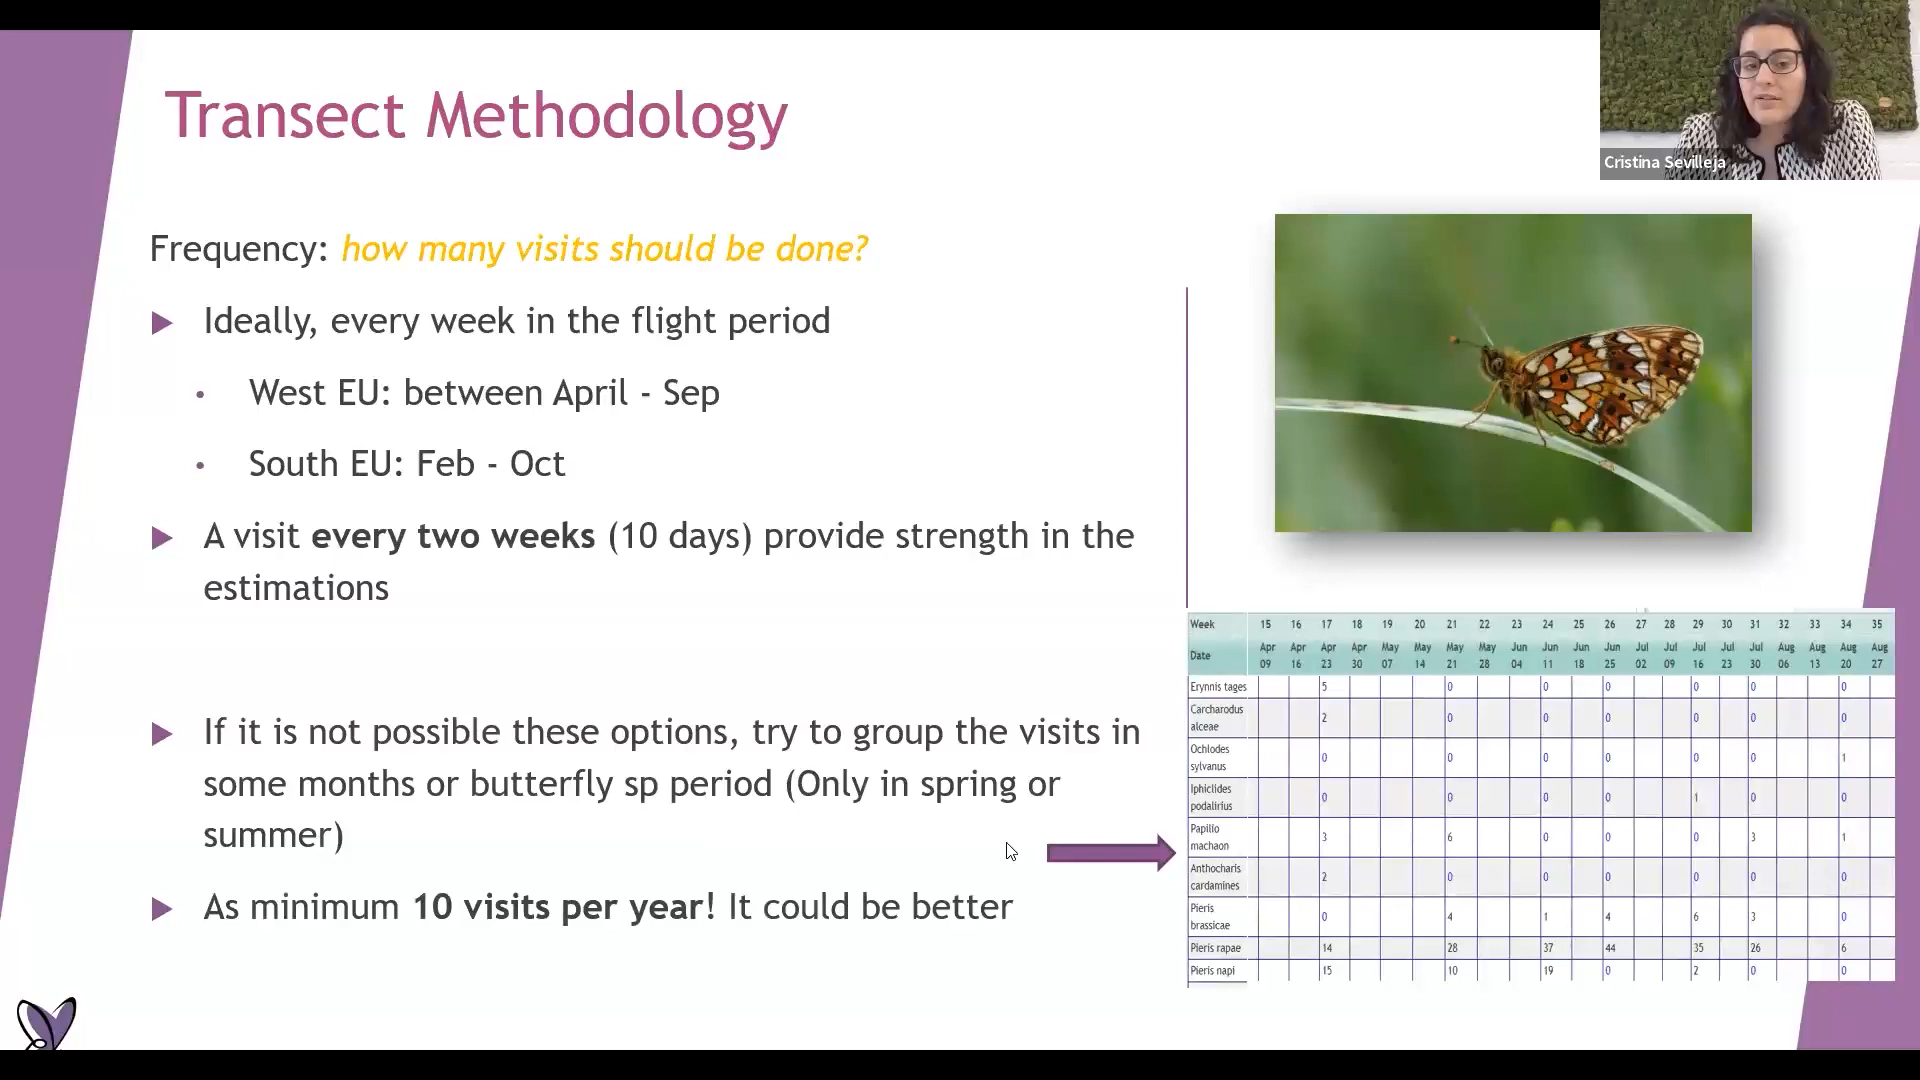 Transect Methodology
Cristina Sevilleja
Frequency: how many visits should be done?
Ideally, every week in the flight period
West EU: between April - Sep
South EU: Feb - Oct
A visit every two weeks (10 days) provide strength in the
estimations
If it is not possible these options, try to group the visits in
some months or butterfly sp period (Only in spring or
summer)
As minimum 10 visits per year! It could be better
Week 15 16 17 18 19 20 21 22 23 24 25 26 27 28 29 30 31 32 33 34 35
Date Apr 09 Apr 16 Apr 23 Apr 30 May 07 May 14 May 21 May 28 Jun 04 Jun 11 Jun 18 Jun 25 Jul 02 Jul 09 Jul 16 Jul 23 Jul 30 Aug 06 Aug 13 Aug 20 Aug 27
Erynnis tages 5 0 0 0 0 0 0
Carcharodus alceae 2 0 0 0 0 0 0
Ochlodes sylvanus 0 0 0 0 0 0 1
Iphiclides podalirius 0 0 0 0 1 0 0
Papilio machaon 3 6 0 0 0 3 1
Anthocharis cardamines 2 0 0 0 0 0 0
Pieris brassicae 0 4 1 4 6 3 0
Pieris rapae 14 28 37 44 35 26 6
Pieris napi 15 10 19 0 2 0 0